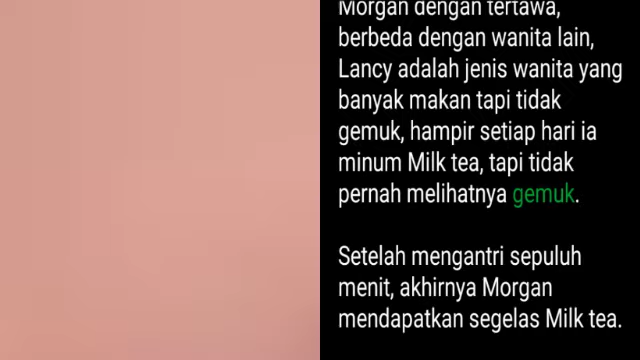 Morgan dengan tertawa,
berbeda dengan wanita lain,
Lancy adalah jenis wanita yang
banyak makan tapi tidak
gemuk, hampir setiap hari ia
minum Milk tea, tapi tidak
pernah melihatnya gemuk.
Setelah mengantri sepuluh
menit, akhirnya Morgan
mendapatkan segelas Milk tea.